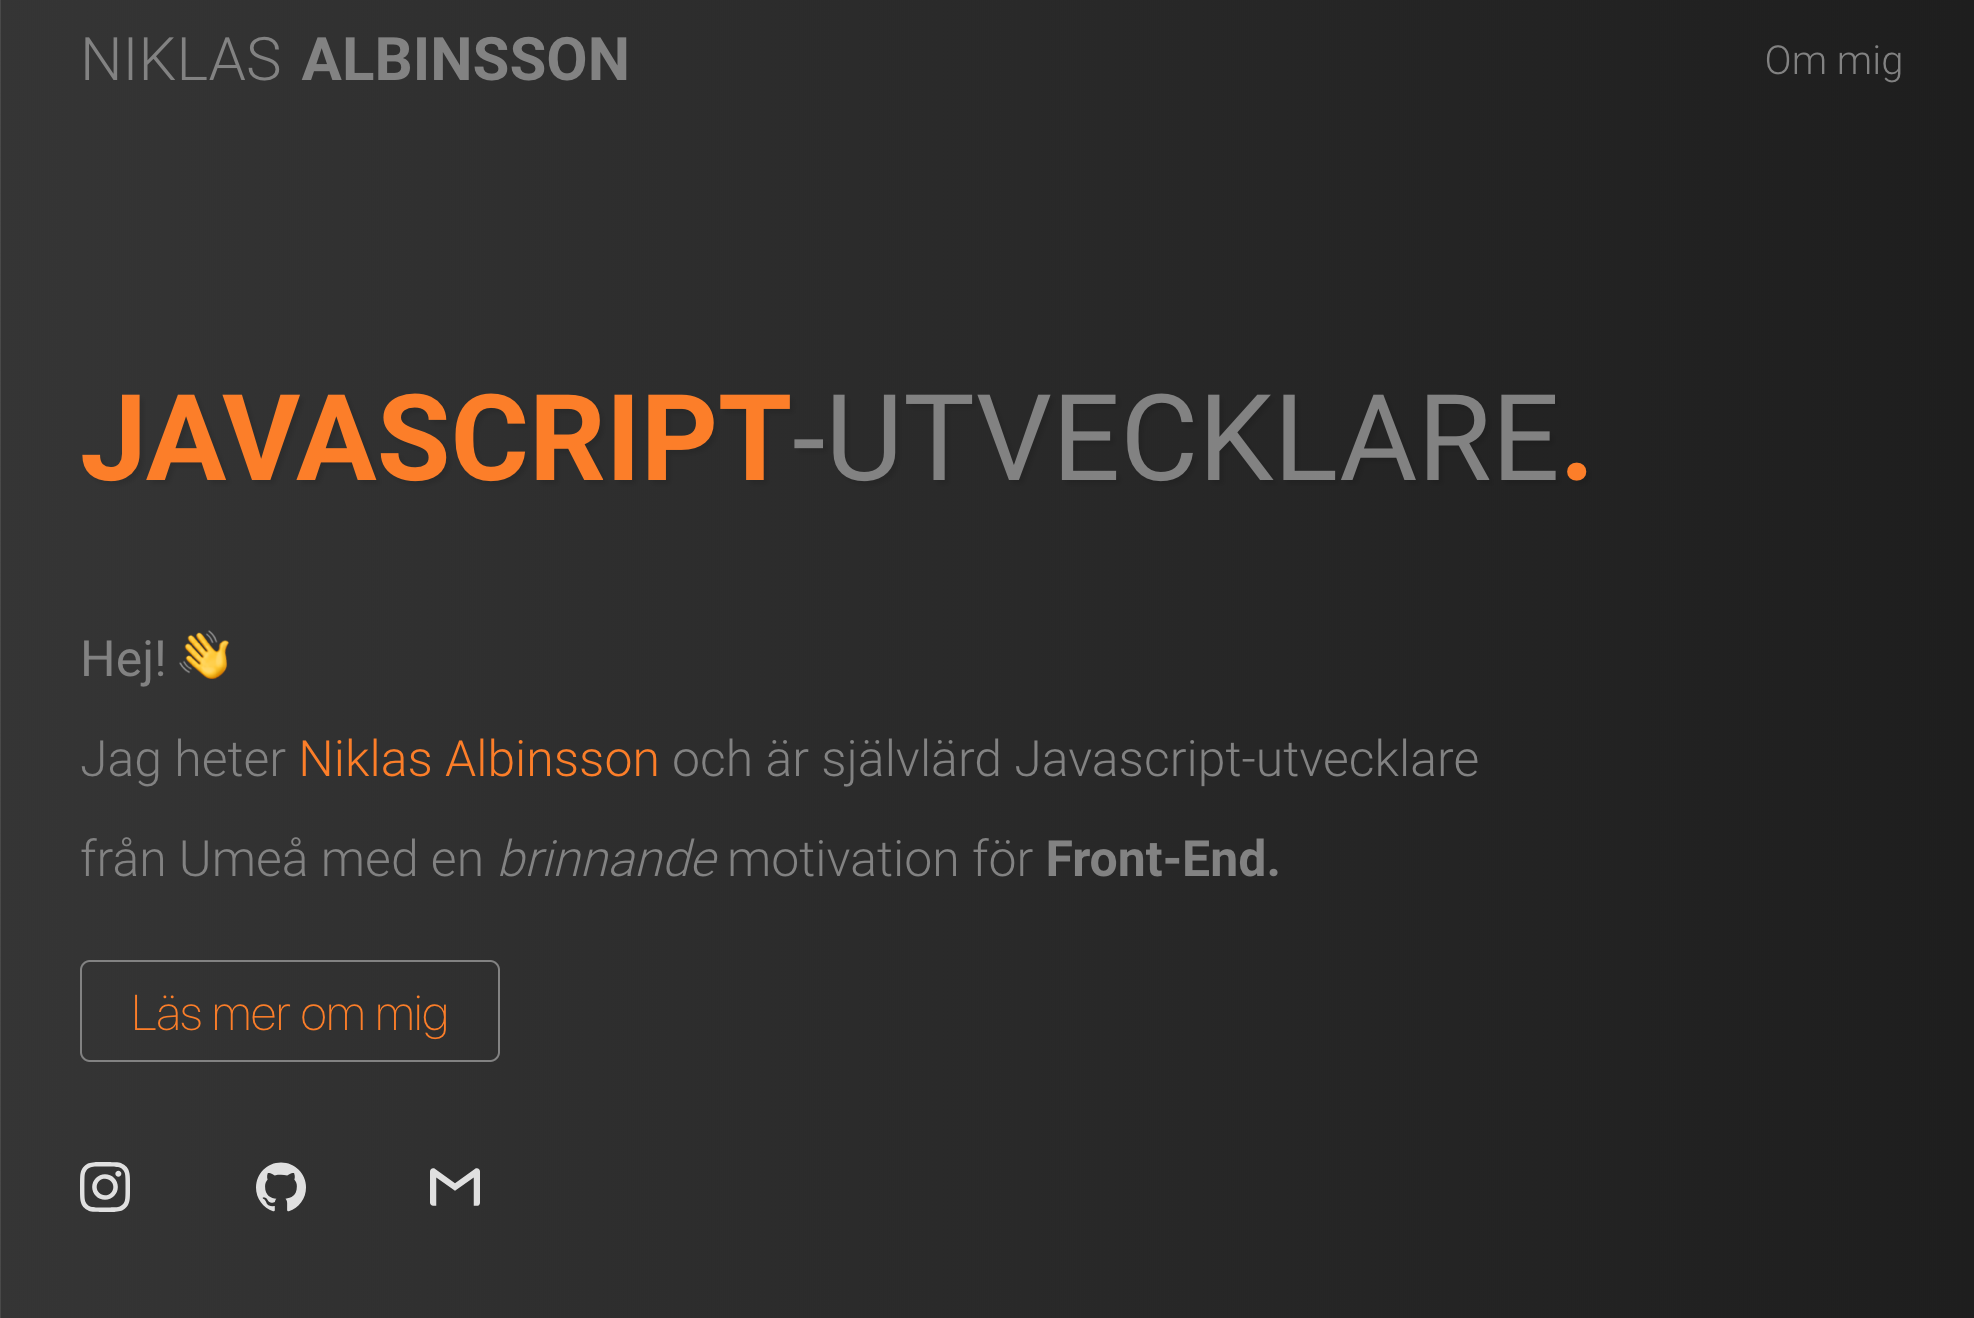 NIKLAS ALBINSSON
Om mig
JAVASCRIPT-UTVECKLARE.
Hej! 👋
Jag heter Niklas Albinsson och är självlärd Javascript-utvecklare
från Umeå med en brinnande motivation för Front-End.
Läs mer om mig